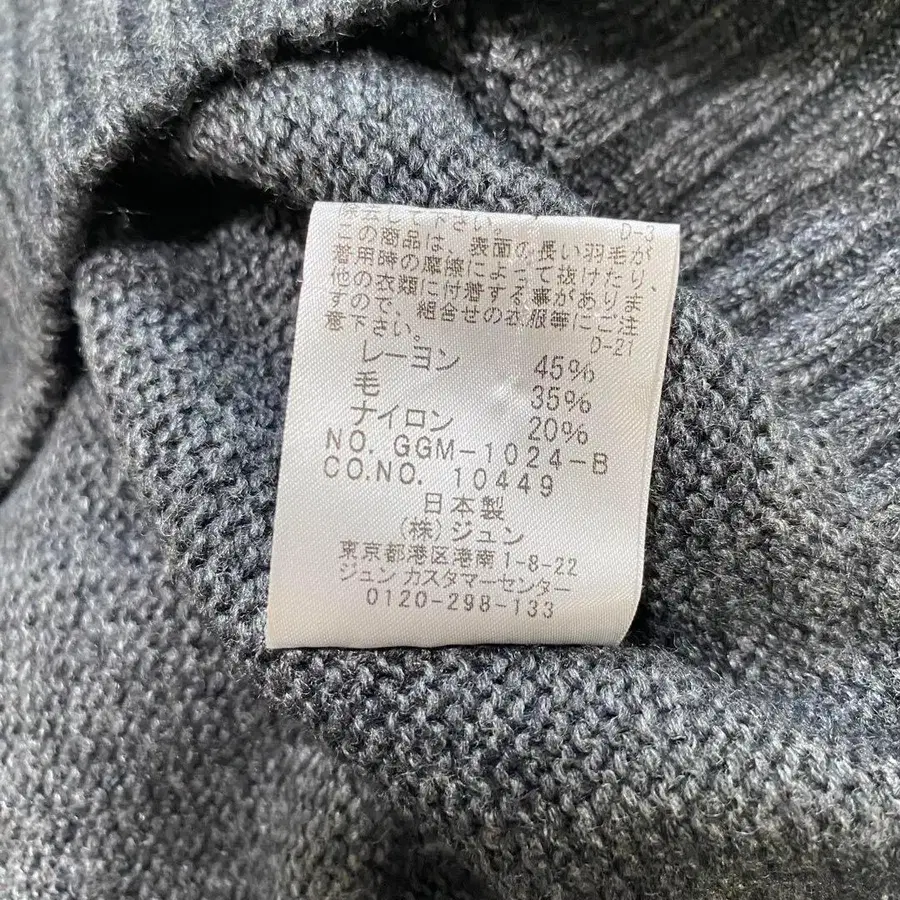 除去して下さい。 D-3
この商品は、表面の長い羽毛が
着用時の摩擦によって抜けたり、
他の衣類に付着する事がありま
すので、組合せの衣服等にご注
意下さい。 D-21
レーヨン 45%
毛 35%
ナイロン 20%
NO. GGM-1024-B
CO.NO. 10449
日本製
(株)ジュン
東京都港区港南1-8-22
ジュン カスタマーセンター
0120-298-133